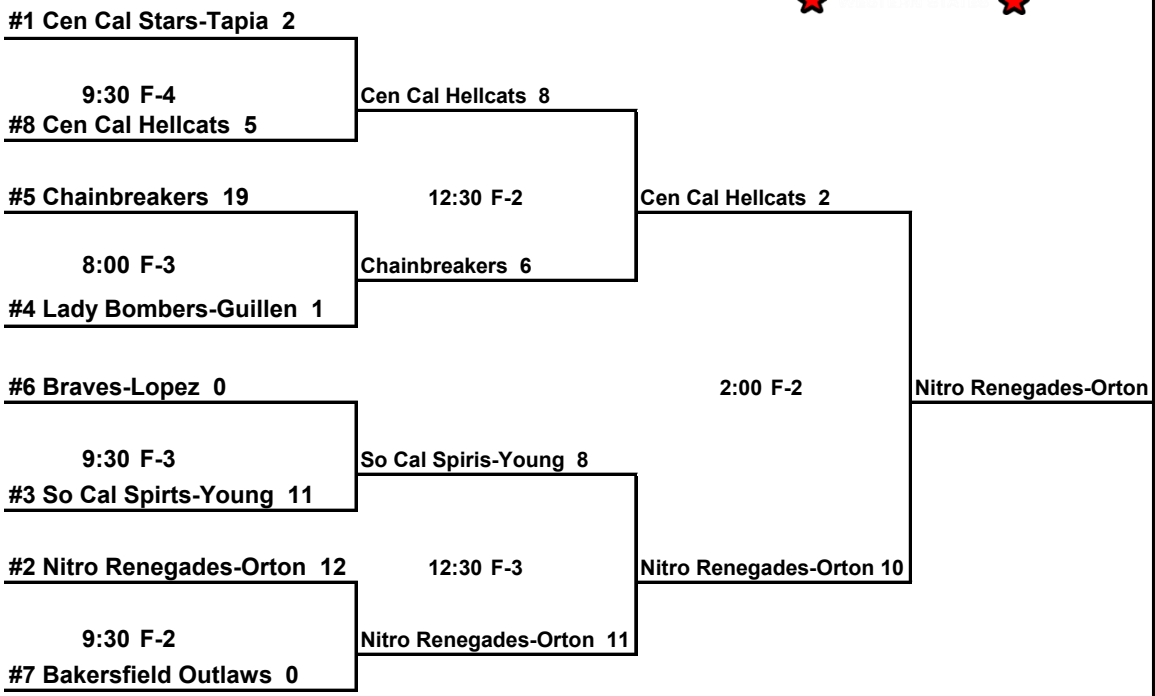 #1 Cen Cal Stars-Tapia 2
9:30 F-4
Cen Cal Hellcats 8
#8 Cen Cal Hellcats 5
#5 Chainbreakers 19
12:30 F-2
Cen Cal Hellcats 2
8:00 F-3
Chainbreakers 6
#4 Lady Bombers-Guillen 1
#6 Braves-Lopez 0
2:00 F-2
Nitro Renegades-Orton
9:30 F-3
So Cal Spiris-Young 8
#3 So Cal Spirts-Young 11
#2 Nitro Renegades-Orton 12
12:30 F-3
Nitro Renegades-Orton 10
9:30 F-2
Nitro Renegades-Orton 11
#7 Bakersfield Outlaws 0